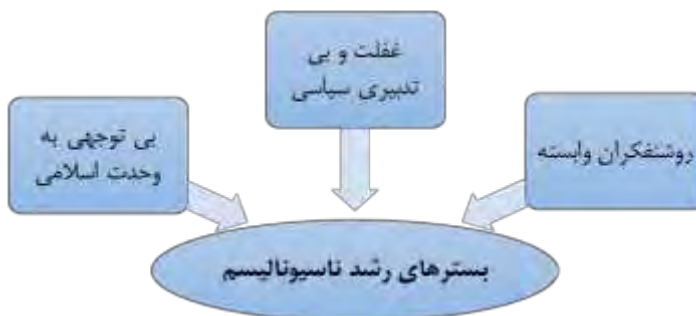 غفلت و بی
تدبیری سیاسی
روشنفکران وابسته
بی توجهی به
وحدت اسلامی
بسترهای رشد ناسیونالیسم